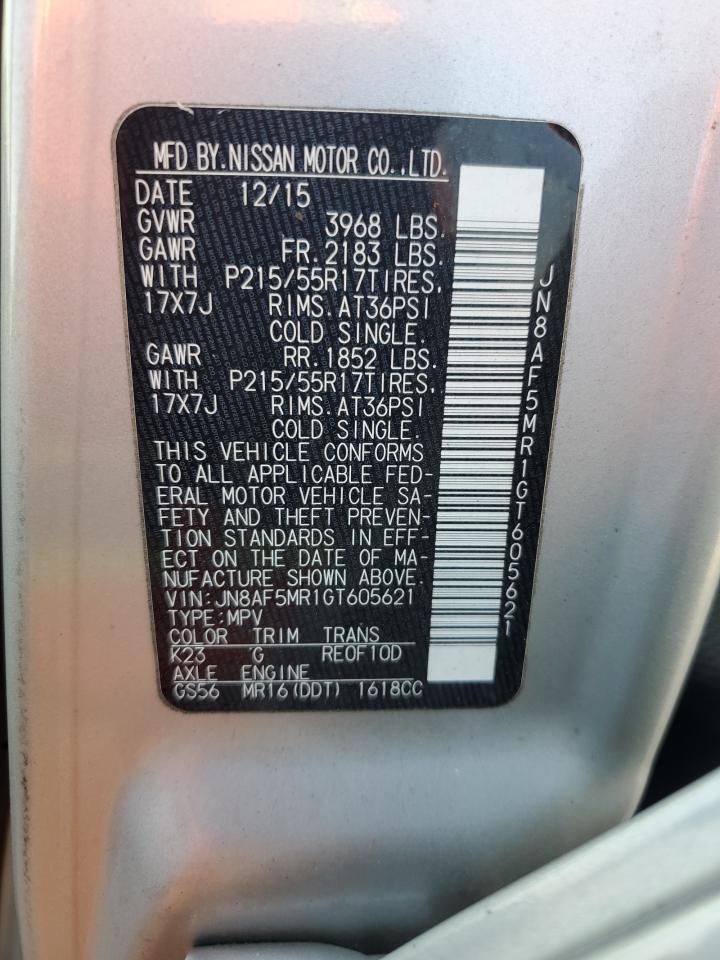 MFD BY.NISSAN MOTOR CO.,LTD.
DATE 12/15
GVWR 3968 LBS.
GAWR FR.2183 LBS.
WITH P215/55R17TIRES.
17X7J RIMS.AT36PSI
COLD SINGLE.
GAWR RR.1852 LBS.
WITH P215/55R17TIRES.
17X7J RIMS.AT36PSI
COLD SINGLE.
THIS VEHICLE CONFORMS
TO ALL APPLICABLE FED-
ERAL MOTOR VEHICLE SA-
FETY AND THEFT PREVEN-
TION STANDARDS IN EFF-
ECT ON THE DATE OF MA-
NUFACTURE SHOWN ABOVE.
VIN:JN8AF5MR1GT605621
TYPE:MPV
COLOR TRIM TRANS
K23 G RE0F10D
AXLE ENGINE
GS56 MR16(DDT) 1618CC
JN8AF5MR1GT605621